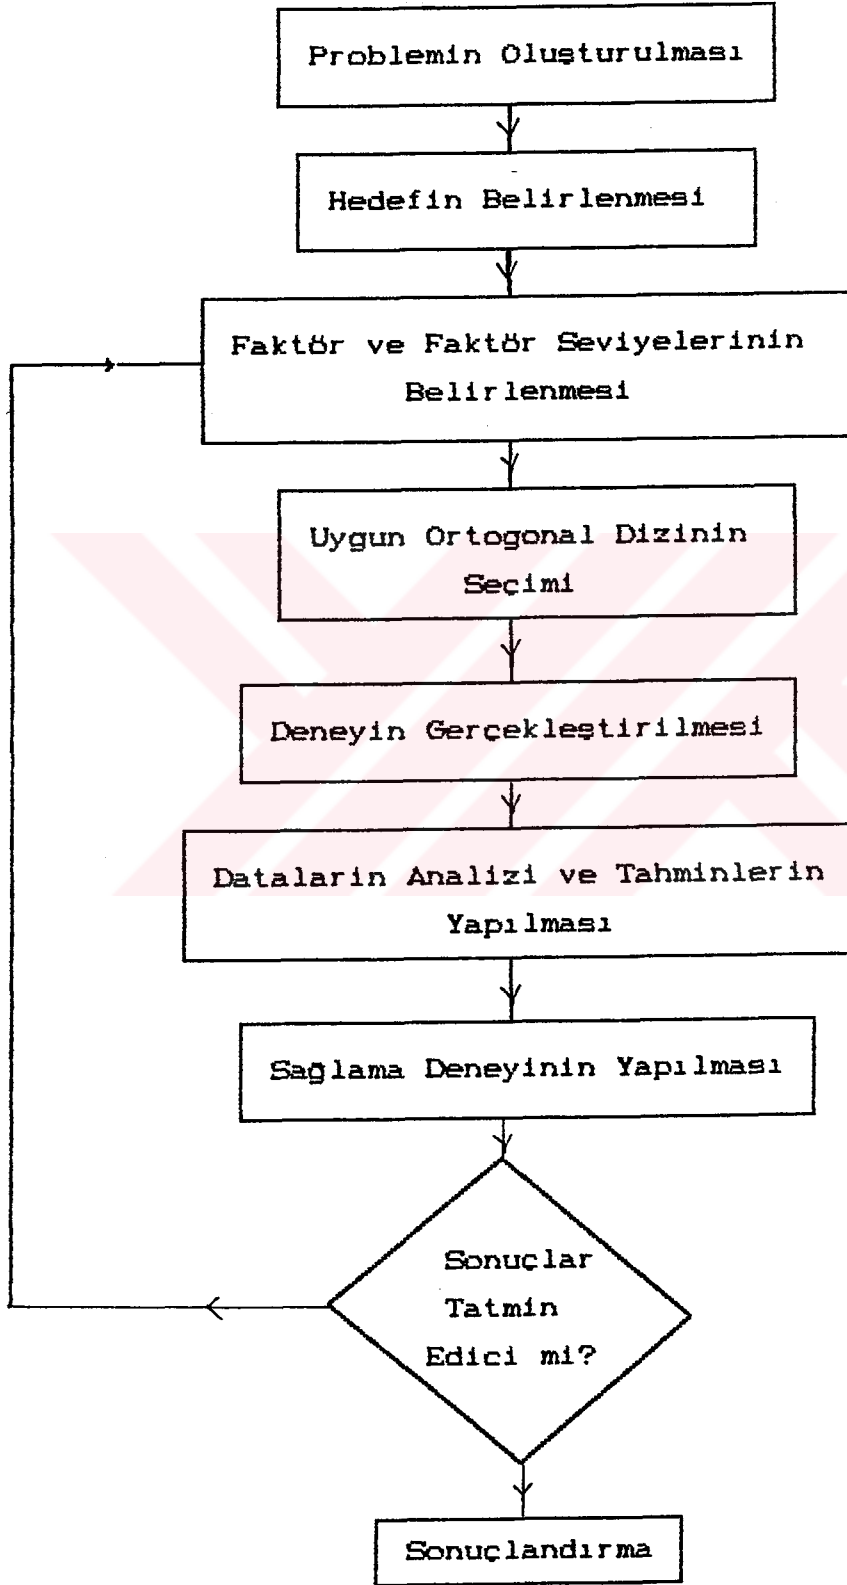 Problemin Oluşturulması
Hedefin Belirlenmesi
Faktör ve Faktör Seviyelerinin
Belirlenmesi
Uygun Ortogonal Dizinin
Seçimi
Deneyin Gerçekleştirilmesi
Datalarin Analizi ve Tahminlerin
Yapılması
Sağlama Deneyinin Yapılması
Sonuçlar
Tatmin
Edici mi?
Sonuçlandırma